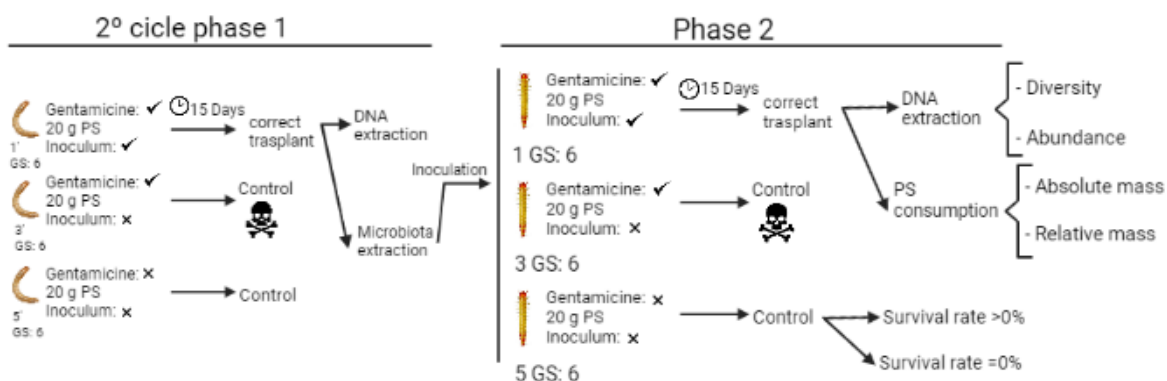 2º cicle phase 1
Gentamicine: ✓
20 g PS
Inoculum: ✓
1'
GS: 6
15 Days
correct
trasplant
DNA
extraction
Microbiota
extraction
Inoculation
Gentamicine: ✓
20 g PS
Inoculum: ×
3'
GS: 6
Control
Gentamicine: ×
20 g PS
Inoculum: ×
5'
GS: 6
Control
Phase 2
Gentamicine: ✓
20 g PS
Inoculum: ✓
1 GS: 6
15 Days
correct
trasplant
DNA
extraction
- Diversity
- Abundance
PS
consumption
- Absolute mass
- Relative mass
Gentamicine: ✓
20 g PS
Inoculum: ×
3 GS: 6
Control
Gentamicine: ×
20 g PS
Inoculum: ×
5 GS: 6
Control
Survival rate >0%
Survival rate =0%